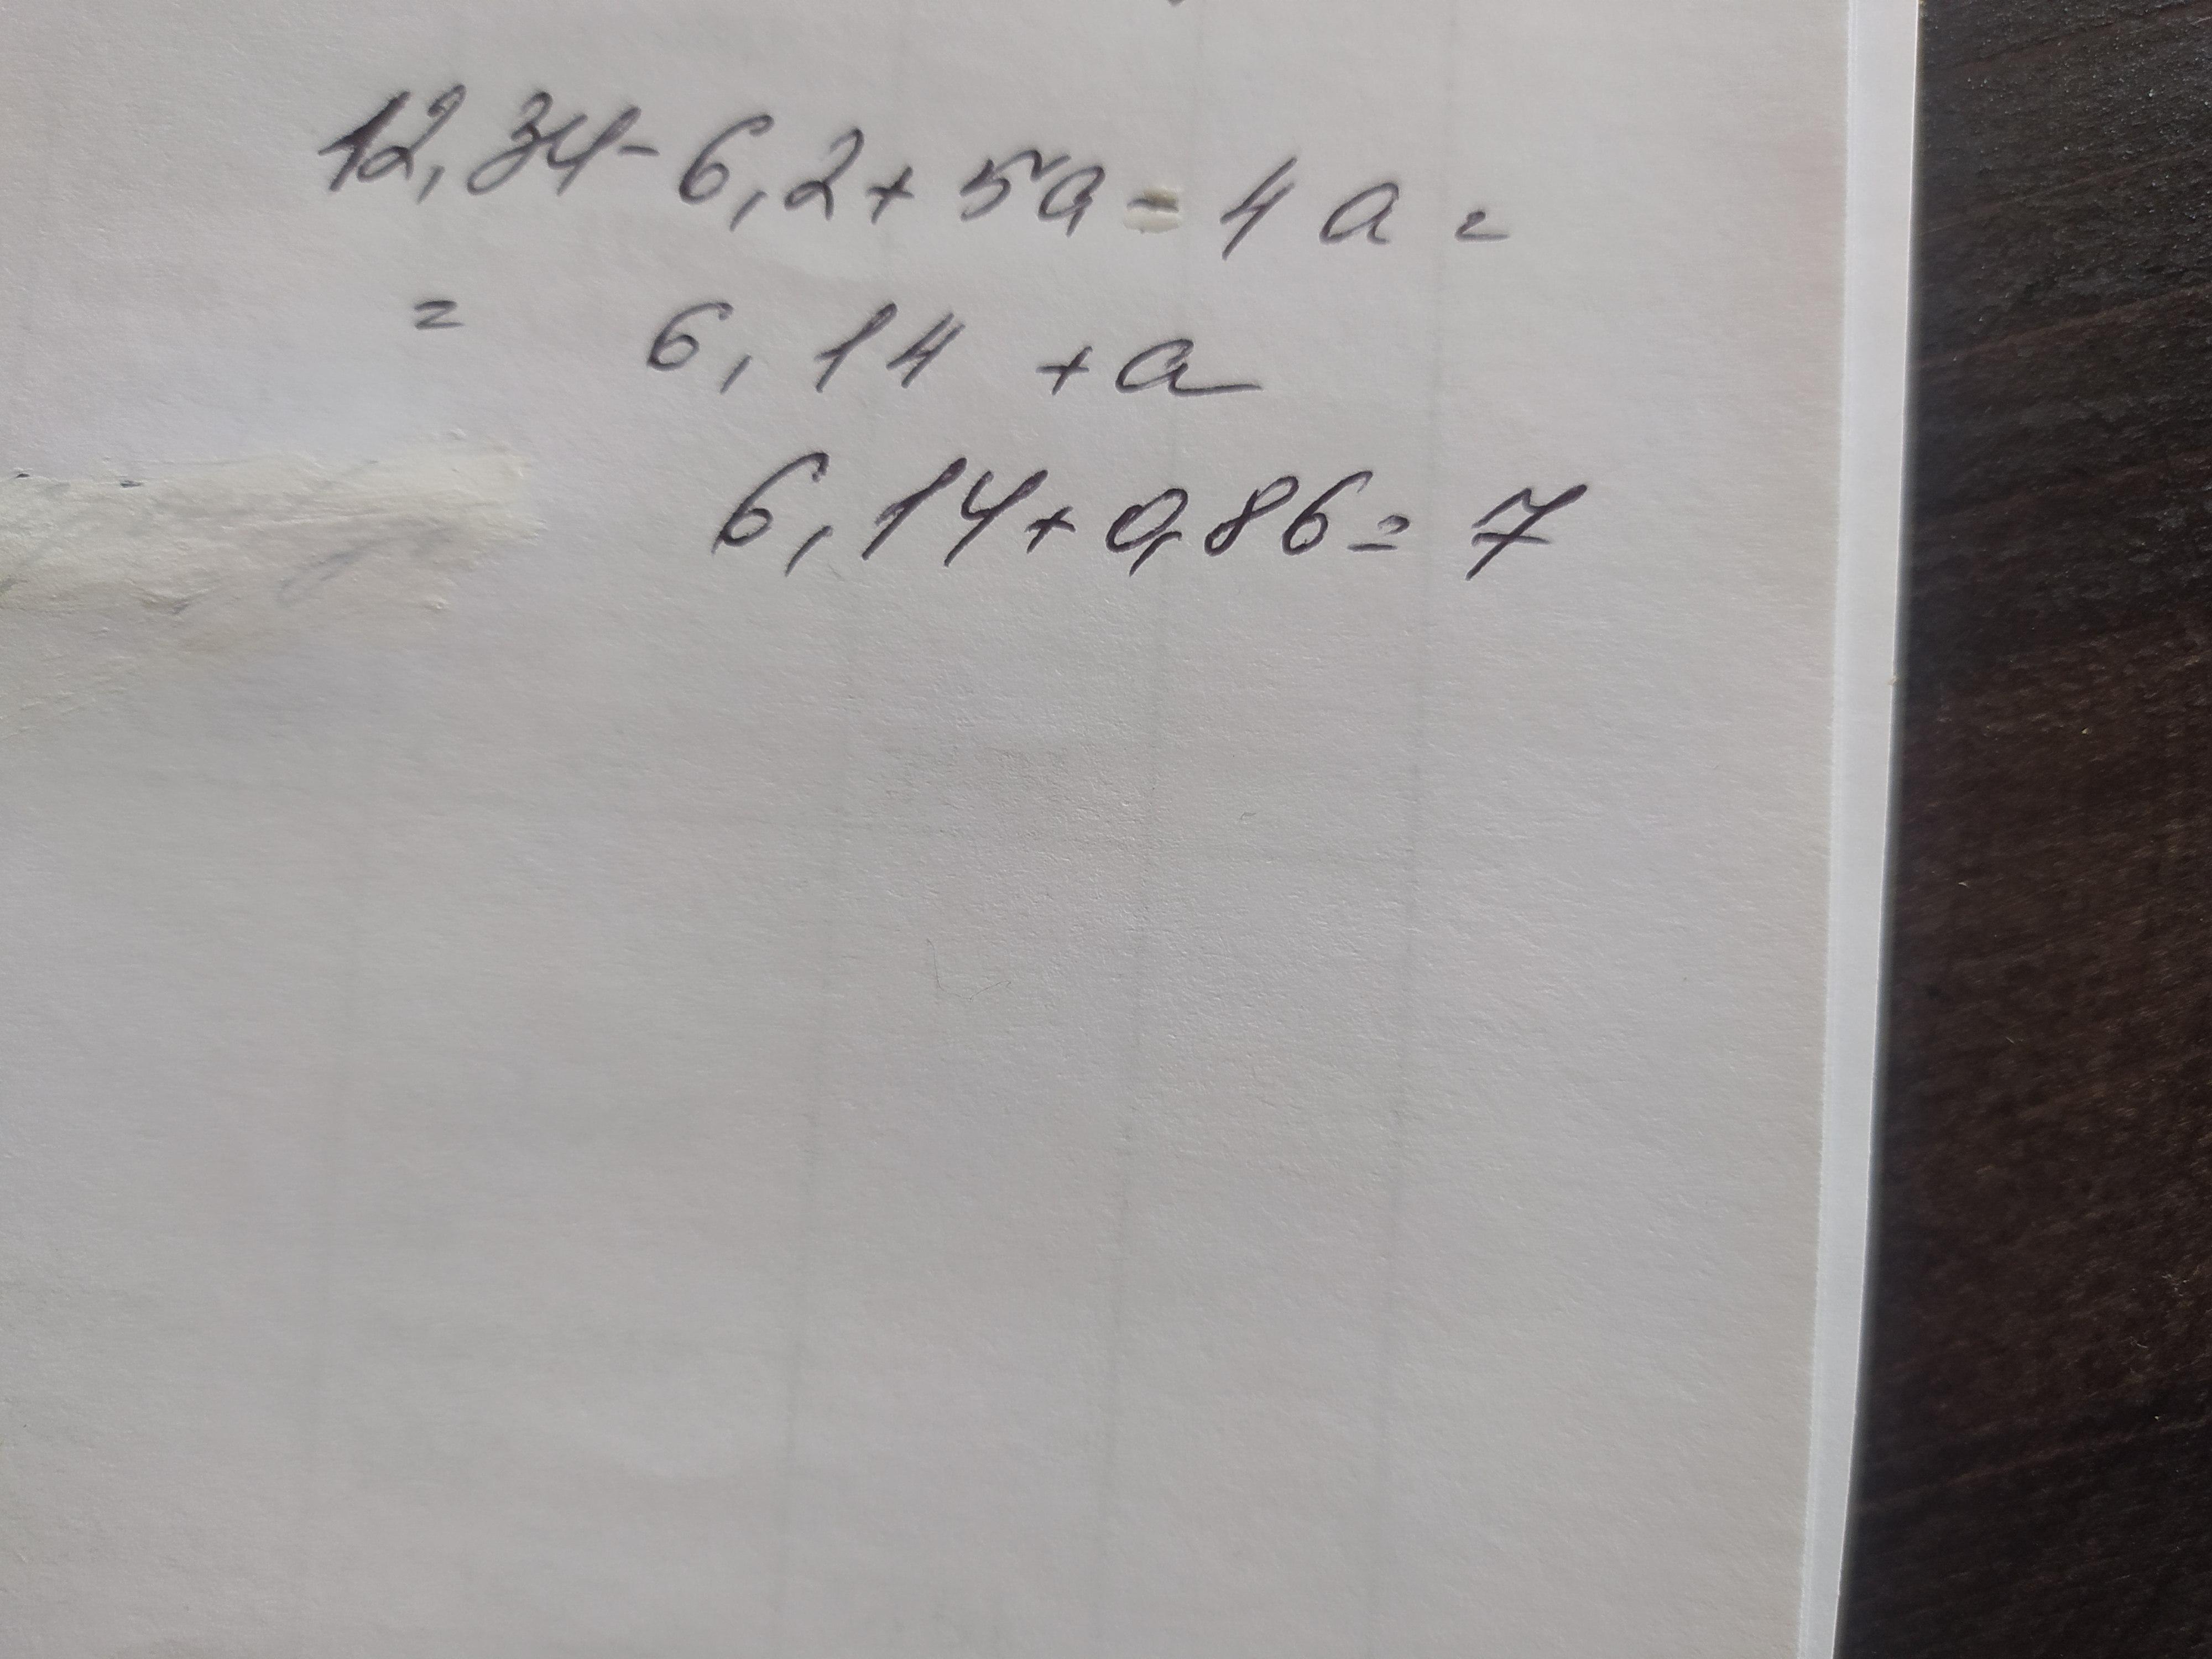 12,34-6,2+5a-4a=
= 6,14 +a
6,14+0,86=7